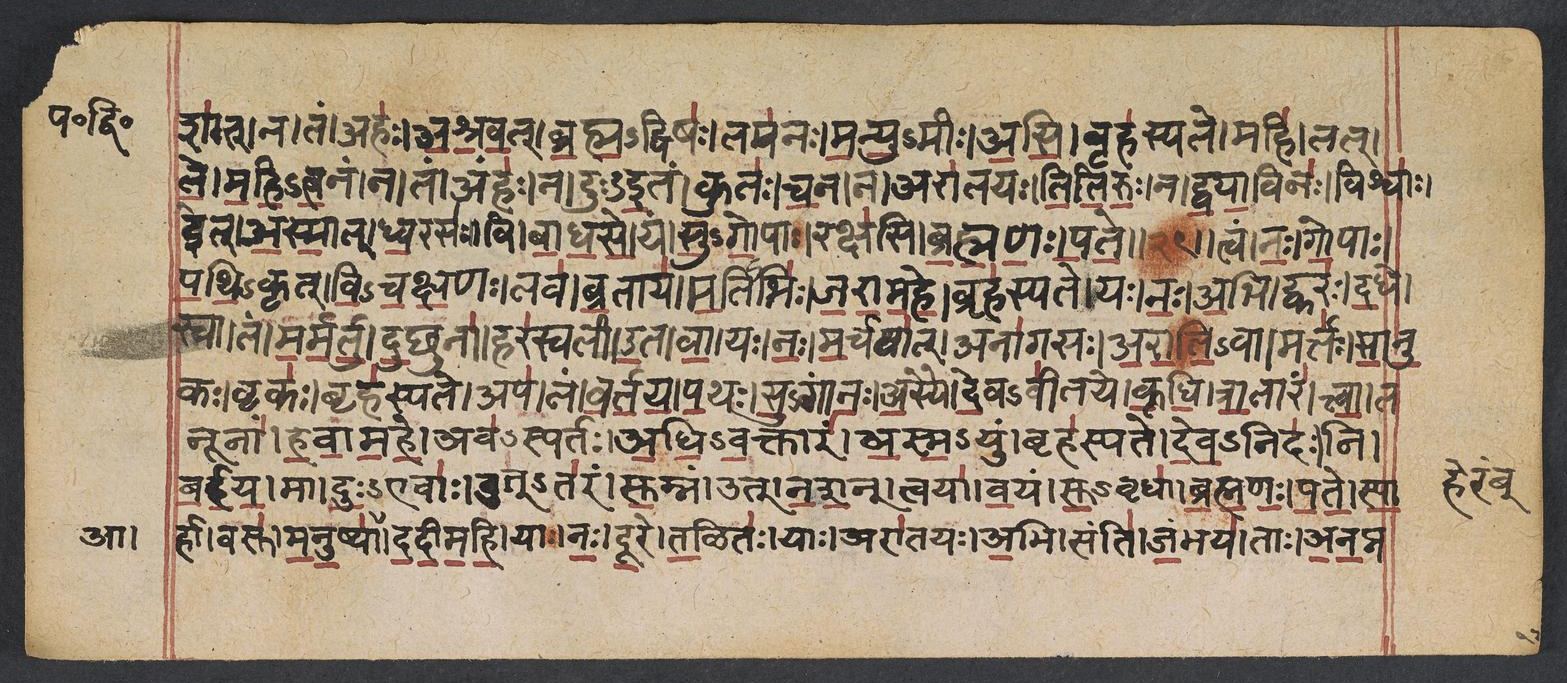 प॰द्वि॰
दाशात्।न।तं।अंहः।अश्नवत्।ब्रह्मऽद्विषः।तपनः।मन्युऽमीः।असि।बृहस्पते।महि।तत्।
ते।महिऽत्वनं।न।तं।अंहः।न।दुःऽइतं।कुतः।चन।न।अरातयः।तितिरुः।न।द्वयाविनः।विश्वाः।
इत्।अस्मात्।ध्वरसः।वि।बाधसे।यं।सुऽगोपाः।रक्षसि।ब्रह्मणः।पते॥२९॥त्वं।नः।गोपाः।
पथिऽकृत्।विऽचक्षणः।तव।व्रताय।मतिऽभिः।जरामहे।बृहस्पते।यः।नः।अभि।ह्वरः।दधे।
स्वा।तं।मर्मर्तु।दुछुना।हरस्वती।उत।वा।यः।नः।मर्चयात्।अनागसः।अरातिऽवा।मर्तः।सानु
कः।वृकः।बृहस्पते।अप।तं।वर्तय।पथः।सुऽगं।नः।अस्यै।देवऽवीतये।कृधि।त्रातारं।त्वा।त
नूनां।हवामहे।अवऽस्पर्तः।अधिऽवक्तारं।अस्मऽयुं।बृहस्पते।देवऽनिदः।नि।
बर्हय।मा।दुःऽएवाः।उत्ऽतरं।सुम्नं।उत्।नशन्।त्वया।वयं।सुऽवृधा।ब्रह्मणः।पते।स्पा
हेरंब्
आ।
र्हा।वसु।मनुष्या।ददीमहि।याः।नः।दूरे।तळितः।याः।अरातयः।अभि।संति।जंभय।ताः।अनप्न